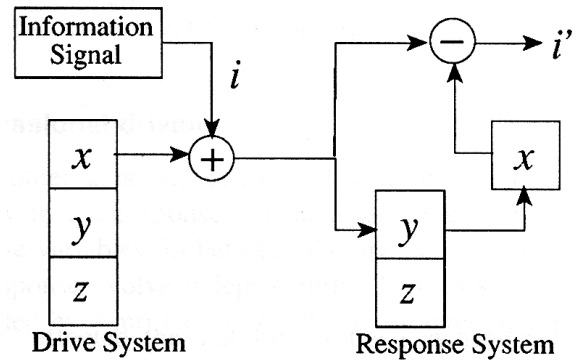 Information
Signal
i
i'
x
+
−
x
y
y
z
z
Drive System
Response System